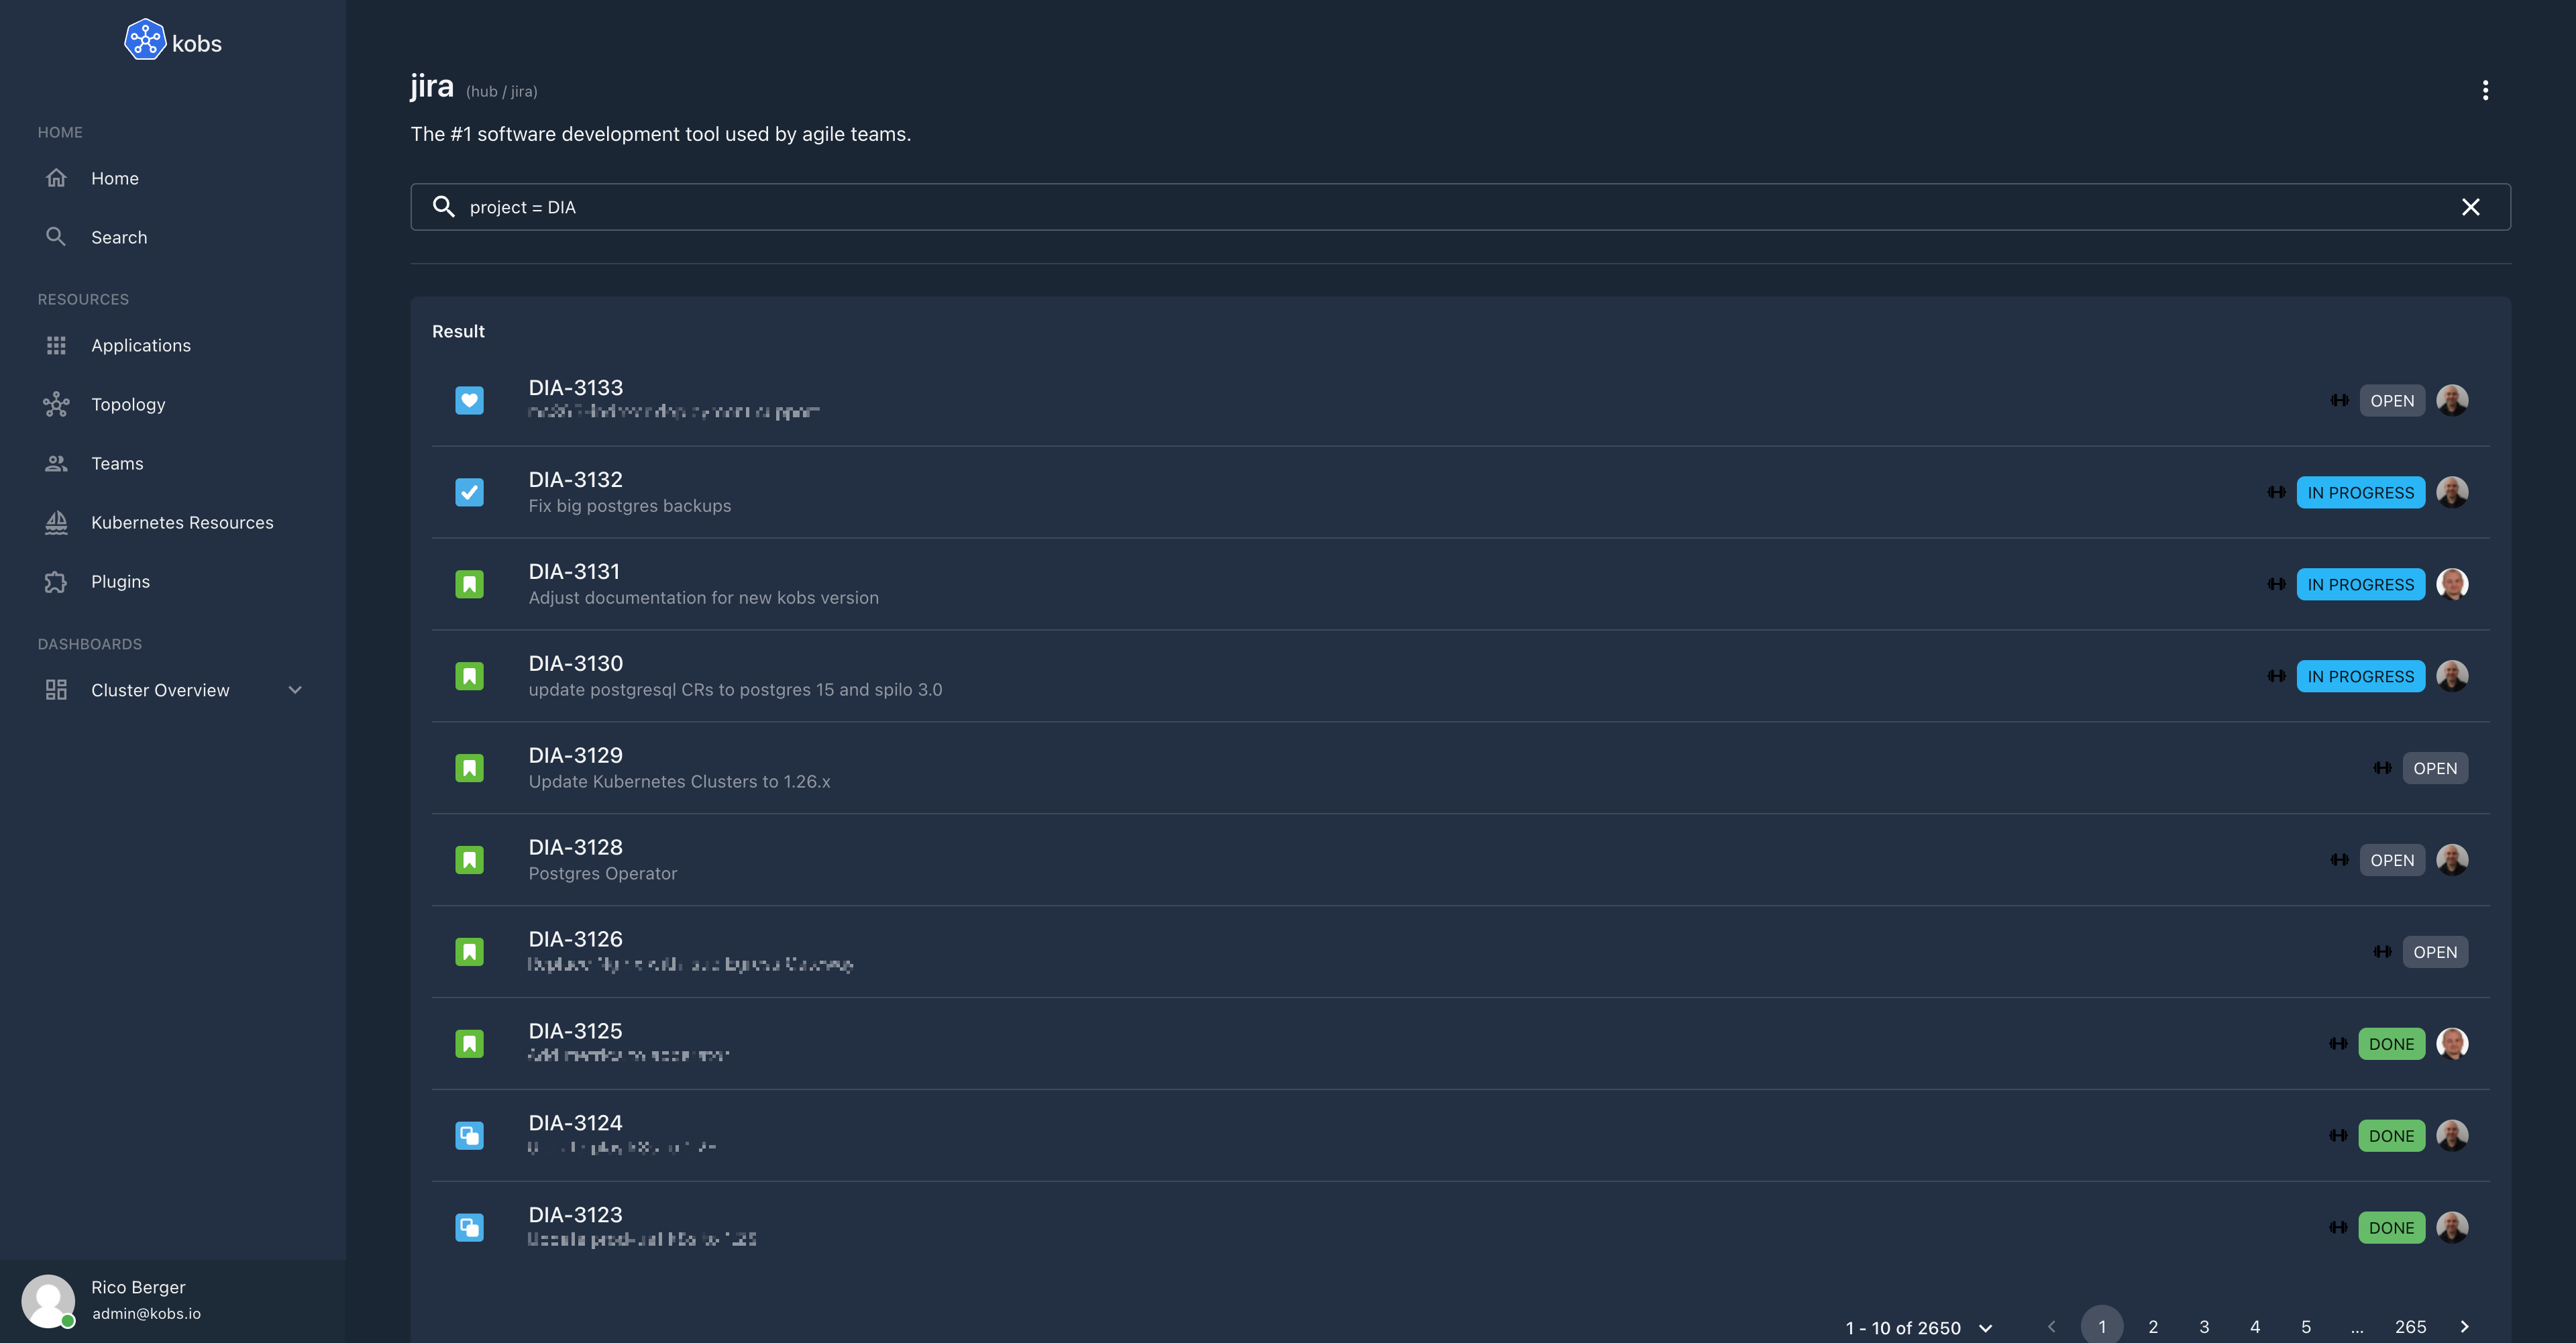 kobs
HOME
Home
Search
RESOURCES
Applications
Topology
Teams
Kubernetes Resources
Plugins
DASHBOARDS
Cluster Overview
Rico Berger
admin@kobs.io
jira (hub / jira)
The #1 software development tool used by agile teams.
project = DIA
Result
DIA-3133
OPEN
DIA-3132
Fix big postgres backups
IN PROGRESS
DIA-3131
Adjust documentation for new kobs version
IN PROGRESS
DIA-3130
update postgresql CRs to postgres 15 and spilo 3.0
IN PROGRESS
DIA-3129
Update Kubernetes Clusters to 1.26.x
OPEN
DIA-3128
Postgres Operator
OPEN
DIA-3126
OPEN
DIA-3125
DONE
DIA-3124
DONE
DIA-3123
DONE
1 - 10 of 2650 1 2 3 4 5 ... 265